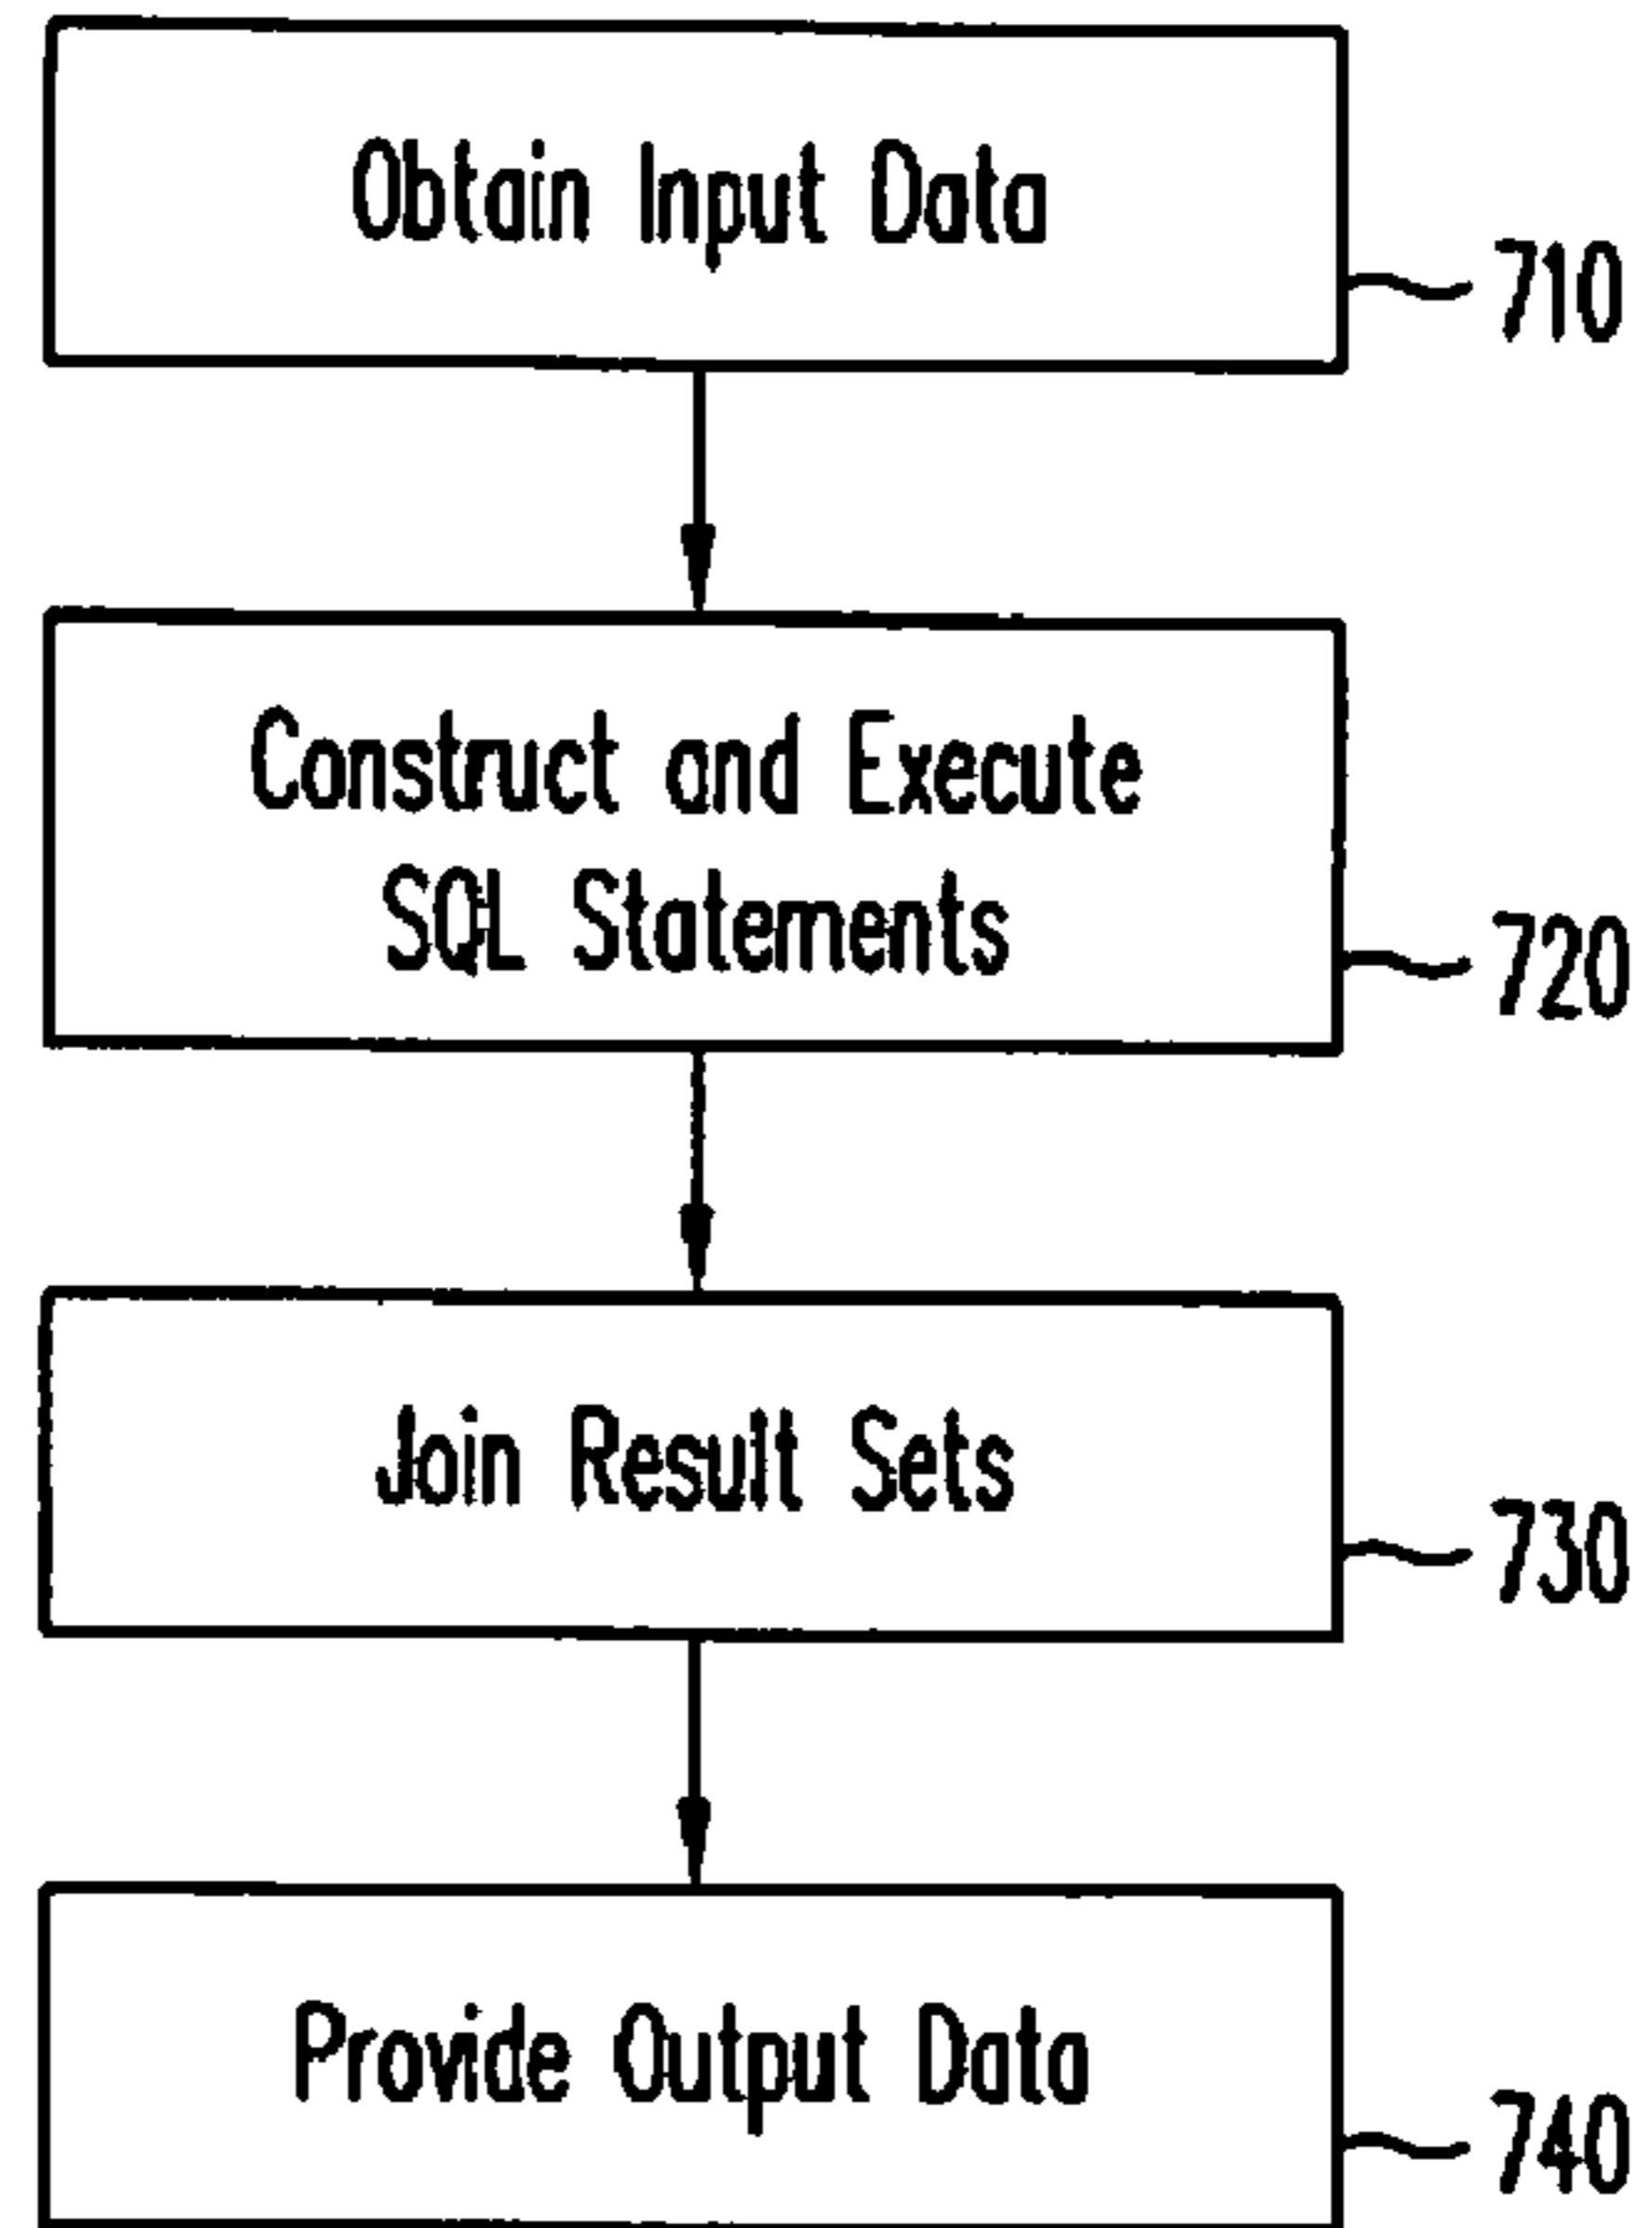 Obtain Input Data
710
Construct and Execute
SQL Statements
720
Join Result Sets
730
Provide Output Data
740